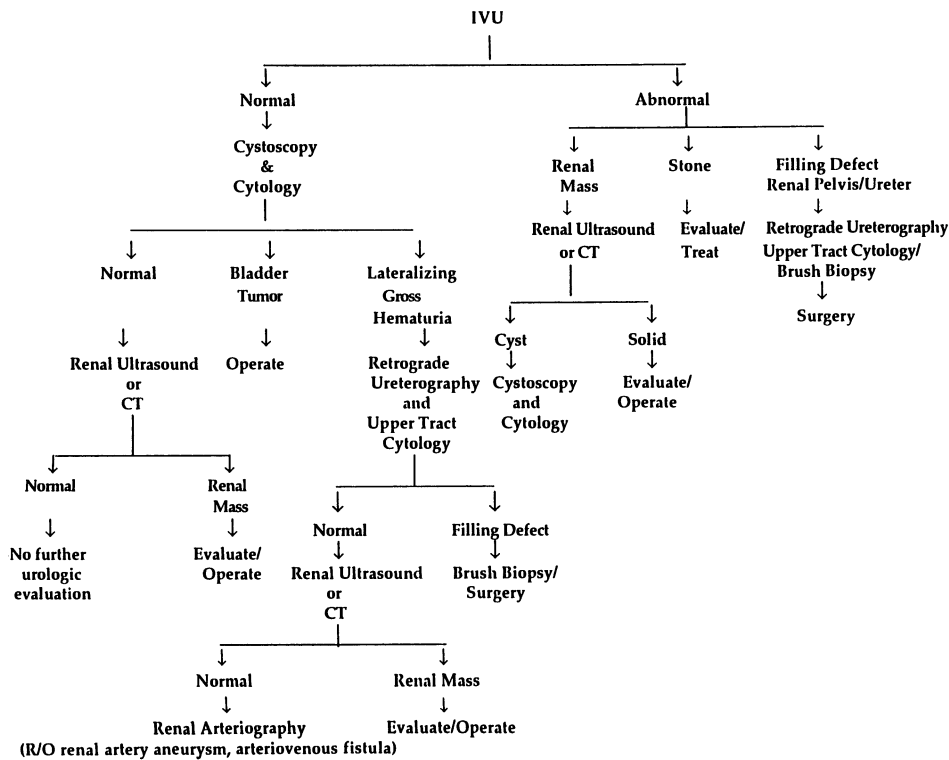 IVU
Normal
Abnormal
Cystoscopy
&
Cytology
Renal
Mass
Stone
Filling Defect
Renal Pelvis/Ureter
Renal Ultrasound
or CT
Evaluate/
Treat
Retrograde Ureterography
Upper Tract Cytology/
Brush Biopsy
Surgery
Normal
Bladder
Tumor
Lateralizing
Gross
Hematuria
Cyst
Solid
Renal Ultrasound
or
CT
Operate
Retrograde
Ureterography
and
Upper Tract
Cytology
Cystoscopy
and
Cytology
Evaluate/
Operate
Normal
Renal
Mass
Normal
Filling Defect
No further
urologic
evaluation
Evaluate/
Operate
Renal Ultrasound
or
CT
Brush Biopsy/
Surgery
Normal
Renal Mass
Renal Arteriography
(R/O renal artery aneurysm, arteriovenous fistula)
Evaluate/Operate